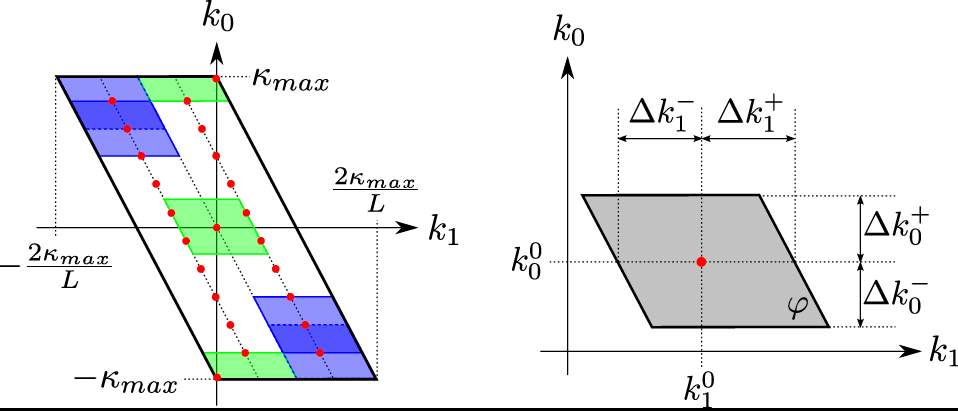 k₀
κₘₐₓ
2κₘₐₓ/L
k₁
−2κₘₐₓ/L
−κₘₐₓ
k₀
Δk₁⁻ Δk₁⁺
Δk₀⁺
k₀⁰
Δk₀⁻
φ
k₁
k₁⁰